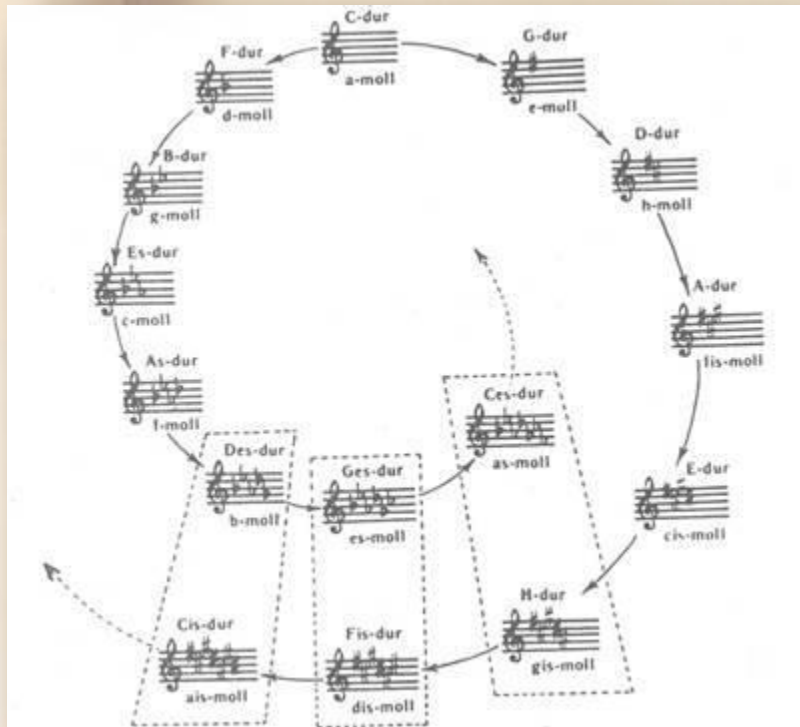 C-dur
a-moll
G-dur
e-moll
D-dur
h-moll
A-dur
fis-moll
E-dur
cis-moll
H-dur
gis-moll
Fis-dur
dis-moll
Cis-dur
ais-moll
F-dur
d-moll
B-dur
g-moll
Es-dur
c-moll
As-dur
f-moll
Des-dur
b-moll
Ges-dur
es-moll
Ces-dur
as-moll